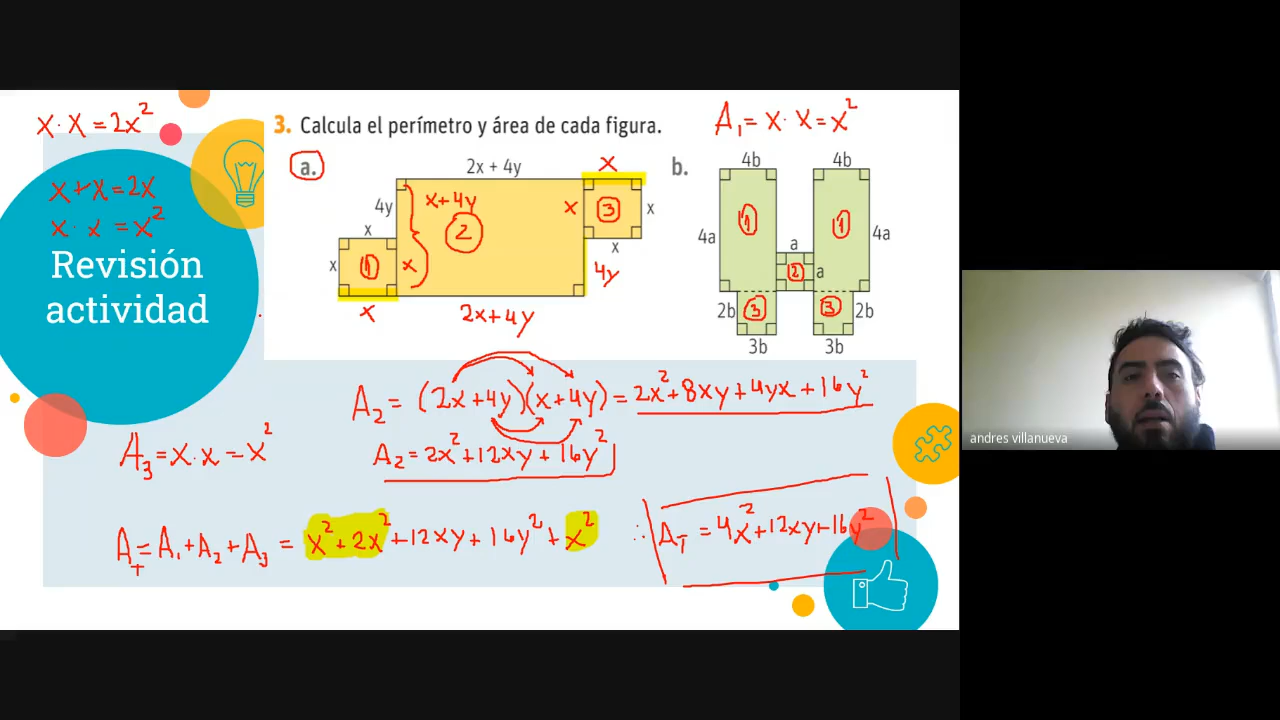 x · x = 2x²
x + x = 2x
x · x = x²
Revisión
actividad
3. Calcula el perímetro y área de cada figura.
A₁ = x · x = x²
a.
2x + 4y
x
4y
x + 4y
x
3
x
x
2
x
1
x
x
4y
x
2x + 4y
b.
4b
4b
1
1
4a
a
4a
2
a
2b
3
3
2b
3b
3b
A₂ = (2x + 4y)(x + 4y) = 2x² + 8xy + 4yx + 16y²
A₂ = 2x² + 12xy + 16y²
A₃ = x · x = x²
A_T = A₁ + A₂ + A₃ = x² + 2x² + 12xy + 16y² + x²
∴ A_T = 4x² + 12xy + 16y²
andres villanueva